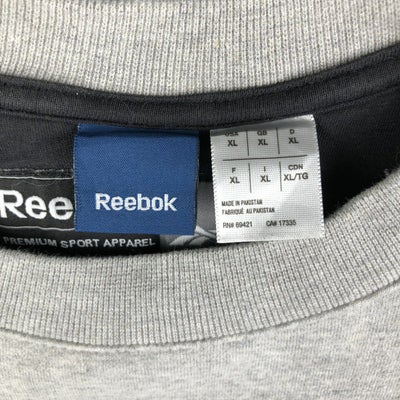 Reebok
Ree
PREMIUM SPORT APPAREL
USA GB D
XL XL XL
F I CDN
XL XL XL/TG
MADE IN PAKISTAN
FABRIQUÉ AU PAKISTAN
RN# 69421 CA# 17335